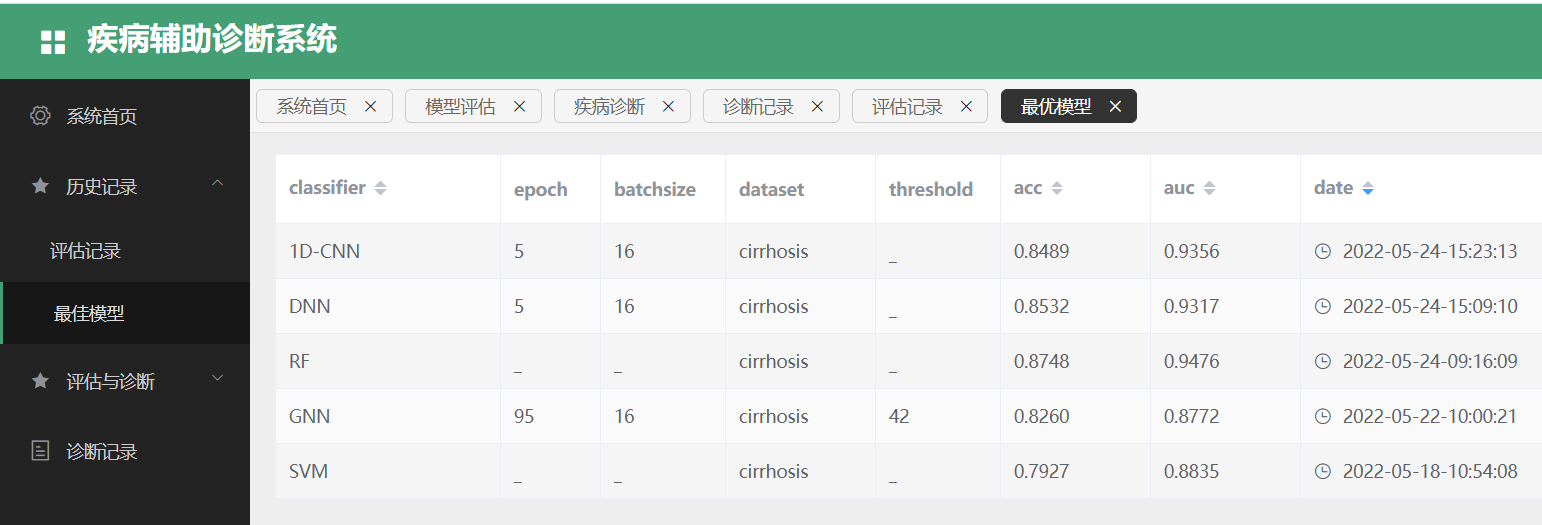 疾病辅助诊断系统
系统首页
历史记录
评估记录
最佳模型
评估与诊断
诊断记录
系统首页 × 模型评估 × 疾病诊断 × 诊断记录 × 评估记录 × 最优模型 ×
classifier epoch batchsize dataset threshold acc auc date
1D-CNN 5 16 cirrhosis _ 0.8489 0.9356 2022-05-24-15:23:13
DNN 5 16 cirrhosis _ 0.8532 0.9317 2022-05-24-15:09:10
RF _ _ cirrhosis _ 0.8748 0.9476 2022-05-24-09:16:09
GNN 95 16 cirrhosis 42 0.8260 0.8772 2022-05-22-10:00:21
SVM _ _ cirrhosis _ 0.7927 0.8835 2022-05-18-10:54:08